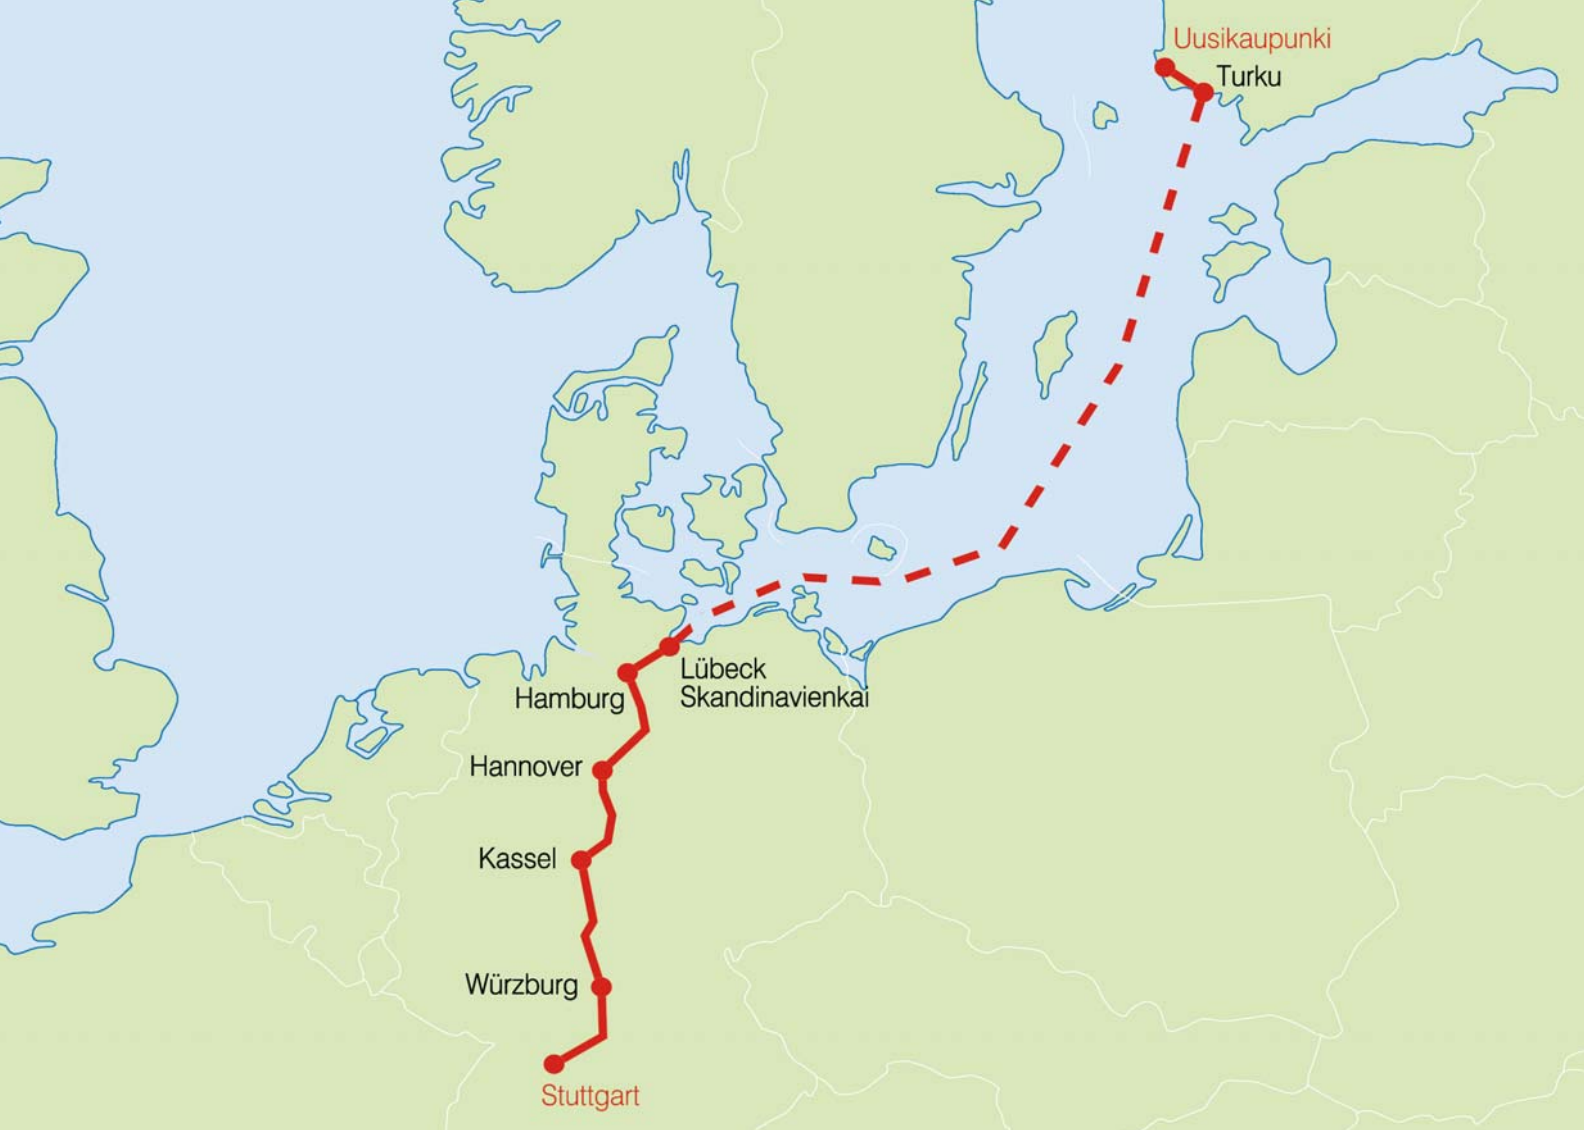 Uusikaupunki
Turku
Lübeck
Skandinavienkai
Hamburg
Hannover
Kassel
Würzburg
Stuttgart